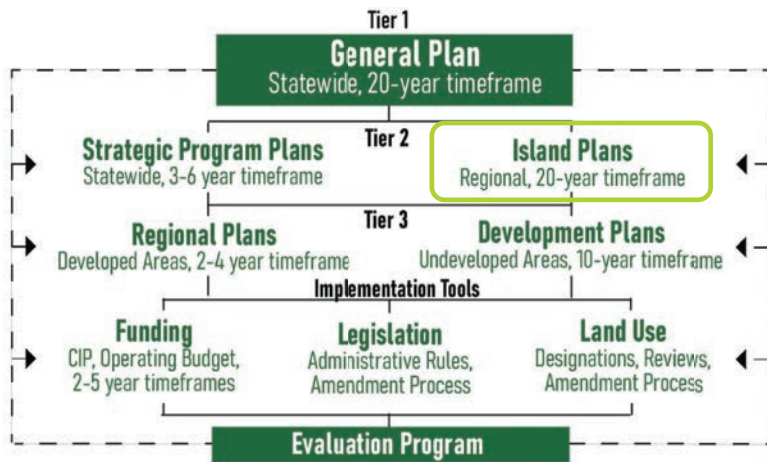 Tier 1
General Plan
Statewide, 20-year timeframe
Tier 2
Strategic Program Plans
Statewide, 3-6 year timeframe
Island Plans
Regional, 20-year timeframe
Tier 3
Regional Plans
Developed Areas, 2-4 year timeframe
Development Plans
Undeveloped Areas, 10-year timeframe
Implementation Tools
Funding
CIP, Operating Budget,
2-5 year timeframes
Legislation
Administrative Rules,
Amendment Process
Land Use
Designations, Reviews,
Amendment Process
Evaluation Program